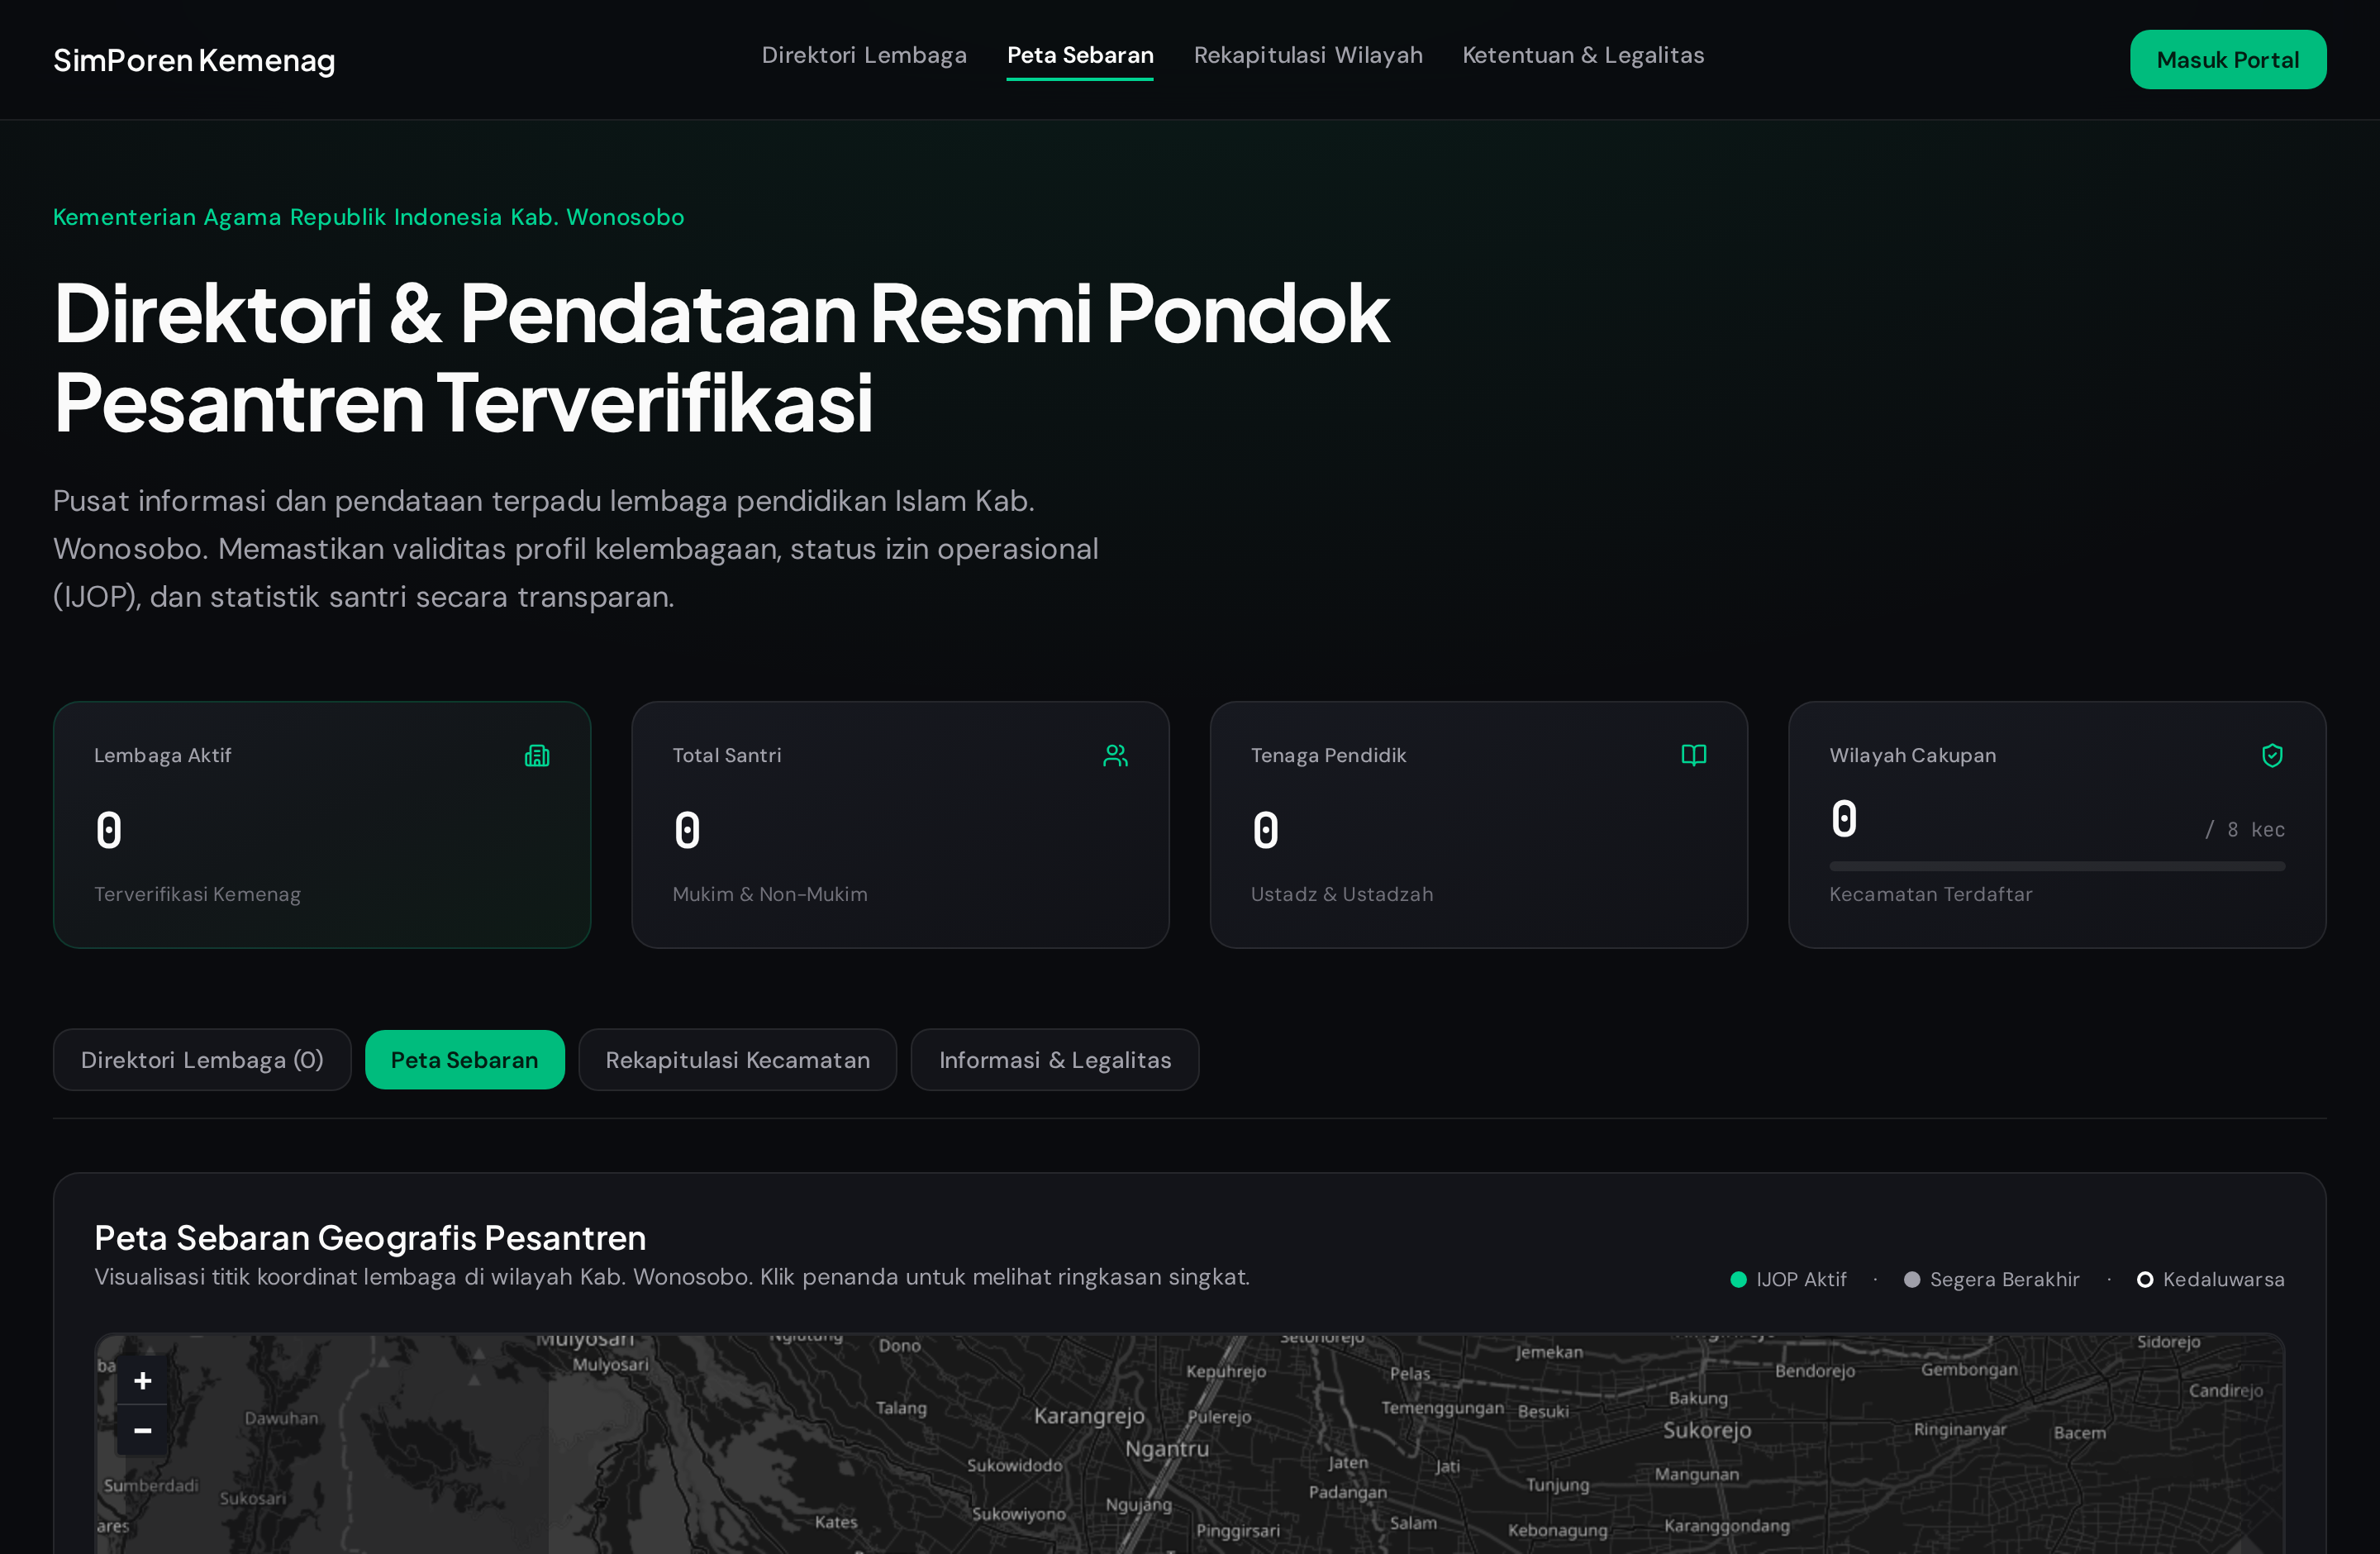 SimPoren Kemenag
Direktori Lembaga
Peta Sebaran
Rekapitulasi Wilayah
Ketentuan & Legalitas
Masuk Portal
Kementerian Agama Republik Indonesia Kab. Wonosobo
Direktori & Pendataan Resmi Pondok
Pesantren Terverifikasi
Pusat informasi dan pendataan terpadu lembaga pendidikan Islam Kab.
Wonosobo. Memastikan validitas profil kelembagaan, status izin operasional
(IJOP), dan statistik santri secara transparan.
Lembaga Aktif
0
Terverifikasi Kemenag
Total Santri
0
Mukim & Non-Mukim
Tenaga Pendidik
0
Ustadz & Ustadzah
Wilayah Cakupan
0
/ 8 kec
Kecamatan Terdaftar
Direktori Lembaga (0)
Peta Sebaran
Rekapitulasi Kecamatan
Informasi & Legalitas
Peta Sebaran Geografis Pesantren
Visualisasi titik koordinat lembaga di wilayah Kab. Wonosobo. Klik penanda untuk melihat ringkasan singkat.
IJOP Aktif
·
Segera Berakhir
·
Kedaluwarsa
+
−
Mulyosari
Mulyosari
Dono
Kepuhrejo
Pelas
Jemekan
Bendorejo
Gembongan
Sidorejo
Candirejo
Dawuhan
Talang
Karangrejo
Pulerejo
Temenggungan
Besuki
Bakung
Sukorejo
Ringinanyar
Bacem
Ngantru
Sukowidodo
Jaten
Jati
Mangunan
Sumberdadi
Sukosari
Padangan
Tunjung
Ngujang
Sukowiyono
Kates
Pinggirsari
Salam
Kebonagung
Karanggondang
ares